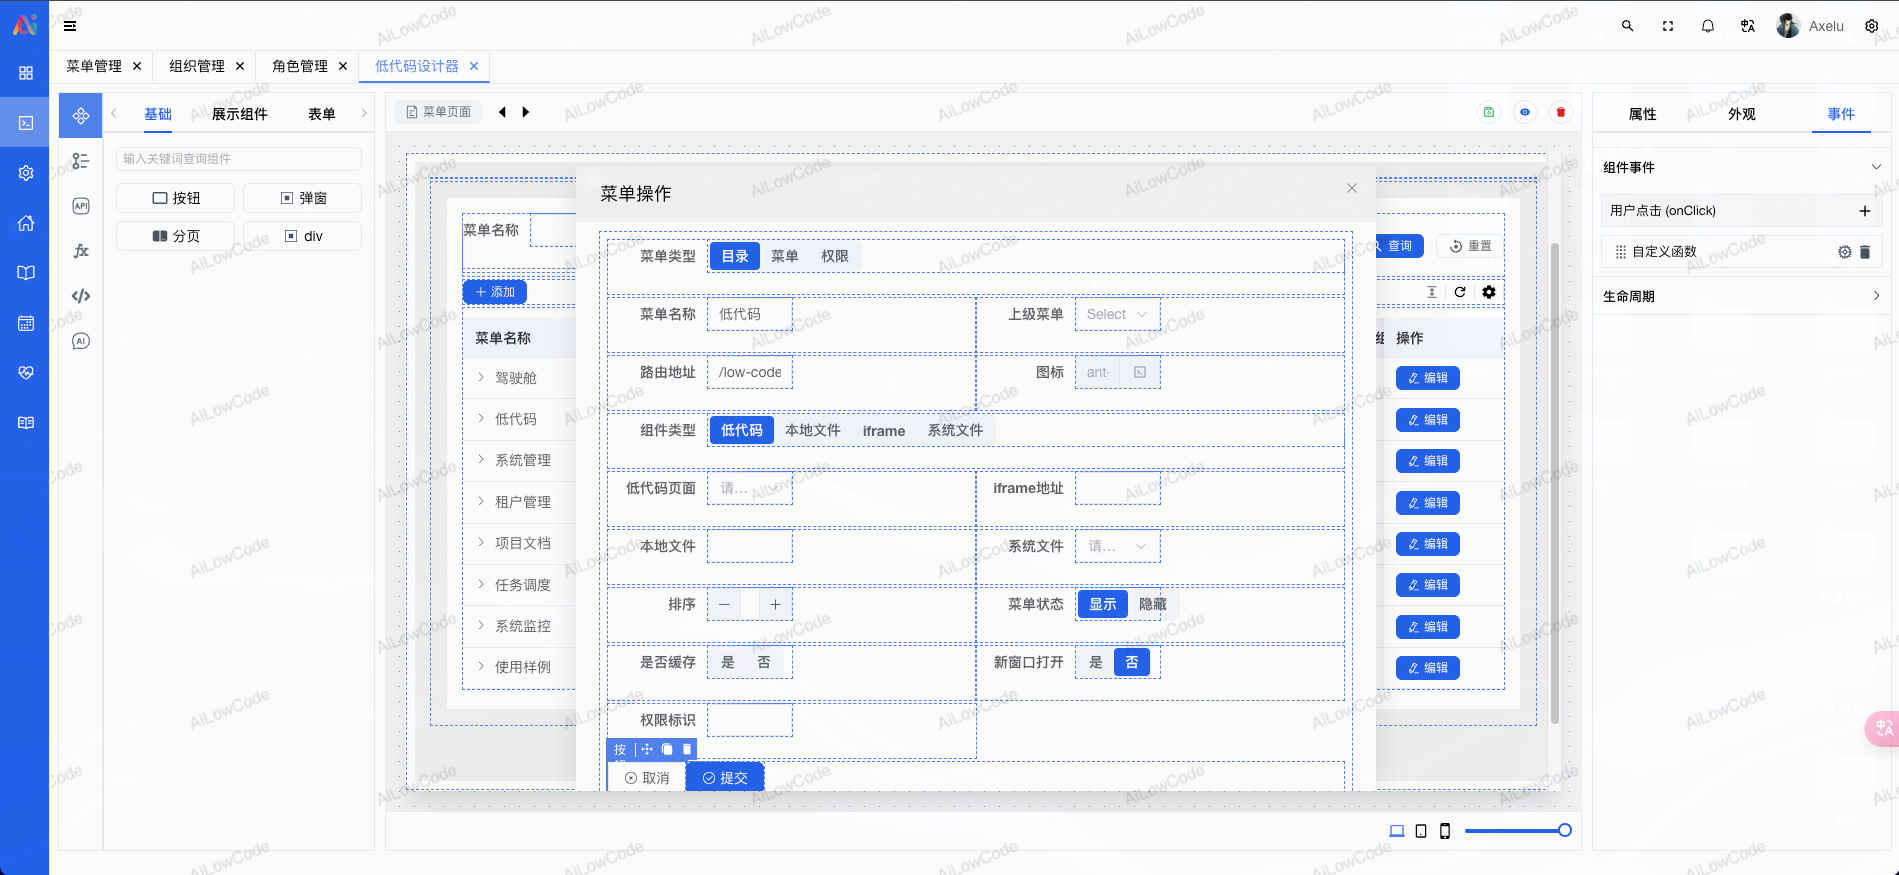 Axelu
菜单管理 组织管理 角色管理 低代码设计器
基础 展示组件 表单
输入关键词查询组件
按钮 弹窗
分页 div
菜单页面
菜单名称
查询 重置
添加
菜单名称 操作
驾驶舱 编辑
低代码 编辑
系统管理 编辑
租户管理 编辑
项目文档 编辑
任务调度 编辑
系统监控 编辑
使用样例 编辑
菜单操作
菜单类型 目录 菜单 权限
菜单名称 低代码 上级菜单 Select
路由地址 /low-code 图标 ant-
组件类型 低代码 本地文件 iframe 系统文件
低代码页面 请... iframe地址
本地文件 系统文件 请...
排序 菜单状态 显示 隐藏
是否缓存 是 否 新窗口打开 是 否
权限标识
按
取消 提交
属性 外观 事件
组件事件
用户点击 (onClick)
自定义函数
生命周期
API
AI
AiLowCode